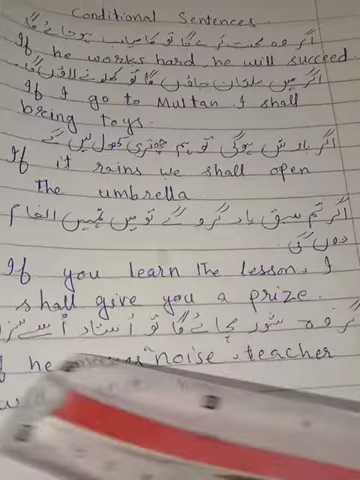 Conditional Sentences.
اگر وہ محنت کرے گا تو کامیاب ہو جائے گا
If he works hard he will succeed
اگر میں ملتان جاؤں گا تو کھلونے لاؤں گا
If I go to Multan I shall
bring toys.
اگر بارش ہوگی تو ہم چھتری کھول لیں گے
If it rains we shall open
The umbrella
اگر تم سبق یاد کرو گے تو میں تمہیں انعام
دوں گی
If you learn the lesson, I
shall give you a prize.
وہ شور مچائے گا تو اُستاد اُسے
he noise, teacher